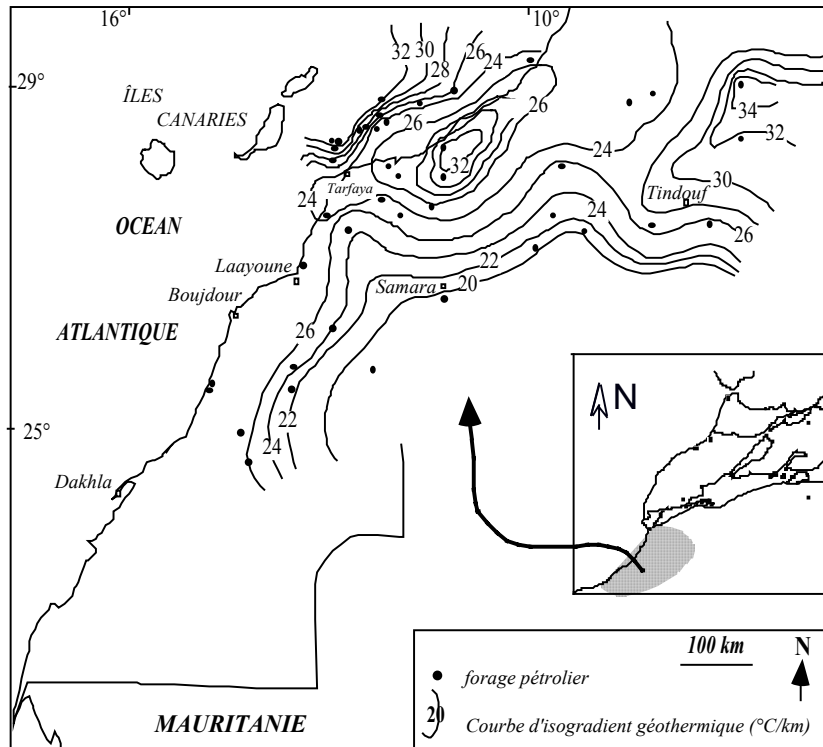 16° 10°
32 30 26
28 24
29°
ÎLES
CANARIES
26 26
34
32
32
24
30
Tarfaya
Tindouf
24
24
OCEAN
26
Laayoune
22
20
Samara
Boujdour
ATLANTIQUE
26
22
25°
24
Dakhla
N
100 km N
forage pétrolier
20 Courbe d'isogradient géothermique (°C/km)
MAURITANIE